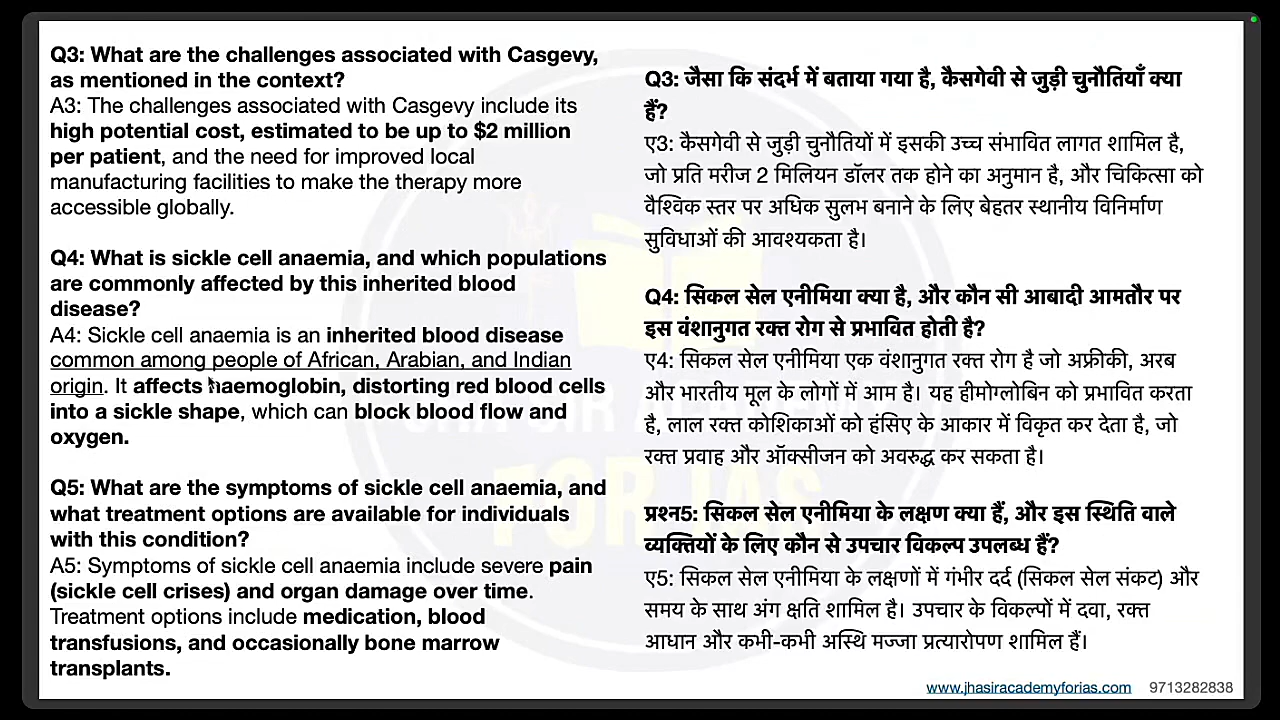 Q3: What are the challenges associated with Casgevy,
as mentioned in the context?
A3: The challenges associated with Casgevy include its
high potential cost, estimated to be up to $2 million
per patient, and the need for improved local
manufacturing facilities to make the therapy more
accessible globally.
Q4: What is sickle cell anaemia, and which populations
are commonly affected by this inherited blood
disease?
A4: Sickle cell anaemia is an inherited blood disease
common among people of African, Arabian, and Indian
origin. It affects haemoglobin, distorting red blood cells
into a sickle shape, which can block blood flow and
oxygen.
Q5: What are the symptoms of sickle cell anaemia, and
what treatment options are available for individuals
with this condition?
A5: Symptoms of sickle cell anaemia include severe pain
(sickle cell crises) and organ damage over time.
Treatment options include medication, blood
transfusions, and occasionally bone marrow
transplants.
Q3: जैसा कि संदर्भ में बताया गया है, कैसगेवी से जुड़ी चुनौतियाँ क्या
हैं?
ए3: कैसगेवी से जुड़ी चुनौतियों में इसकी उच्च संभावित लागत शामिल है,
जो प्रति मरीज 2 मिलियन डॉलर तक होने का अनुमान है, और चिकित्सा को
वैश्विक स्तर पर अधिक सुलभ बनाने के लिए बेहतर स्थानीय विनिर्माण
सुविधाओं की आवश्यकता है।
Q4: सिकल सेल एनीमिया क्या है, और कौन सी आबादी आमतौर पर
इस वंशानुगत रक्त रोग से प्रभावित होती है?
ए4: सिकल सेल एनीमिया एक वंशानुगत रक्त रोग है जो अफ्रीकी, अरब
और भारतीय मूल के लोगों में आम है। यह हीमोग्लोबिन को प्रभावित करता
है, लाल रक्त कोशिकाओं को हंसिए के आकार में विकृत कर देता है, जो
रक्त प्रवाह और ऑक्सीजन को अवरुद्ध कर सकता है।
प्रश्न5: सिकल सेल एनीमिया के लक्षण क्या हैं, और इस स्थिति वाले
व्यक्तियों के लिए कौन से उपचार विकल्प उपलब्ध हैं?
ए5: सिकल सेल एनीमिया के लक्षणों में गंभीर दर्द (सिकल सेल संकट) और
समय के साथ अंग क्षति शामिल है। उपचार के विकल्पों में दवा, रक्त
आधान और कभी-कभी अस्थि मज्जा प्रत्यारोपण शामिल हैं।
www.jhasiracademyforias.com 9713282838
FOR IAS